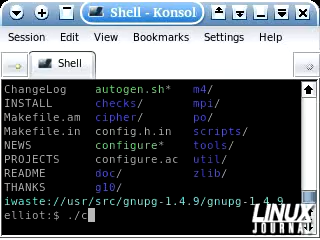 Shell - Konsol
Session Edit View Bookmarks Settings Help
Shell
ChangeLog autogen.sh* m4/
INSTALL checks/ mpi/
Makefile.am cipher/ po/
Makefile.in config.h.in scripts/
NEWS configure* tools/
PROJECTS configure.ac util/
README doc/ zlib/
THANKS g10/
iwaste://usr/src/gnupg-1.4.9/gnupg-1.4.9
elliot:$ ./c
LINUX
JOURNAL